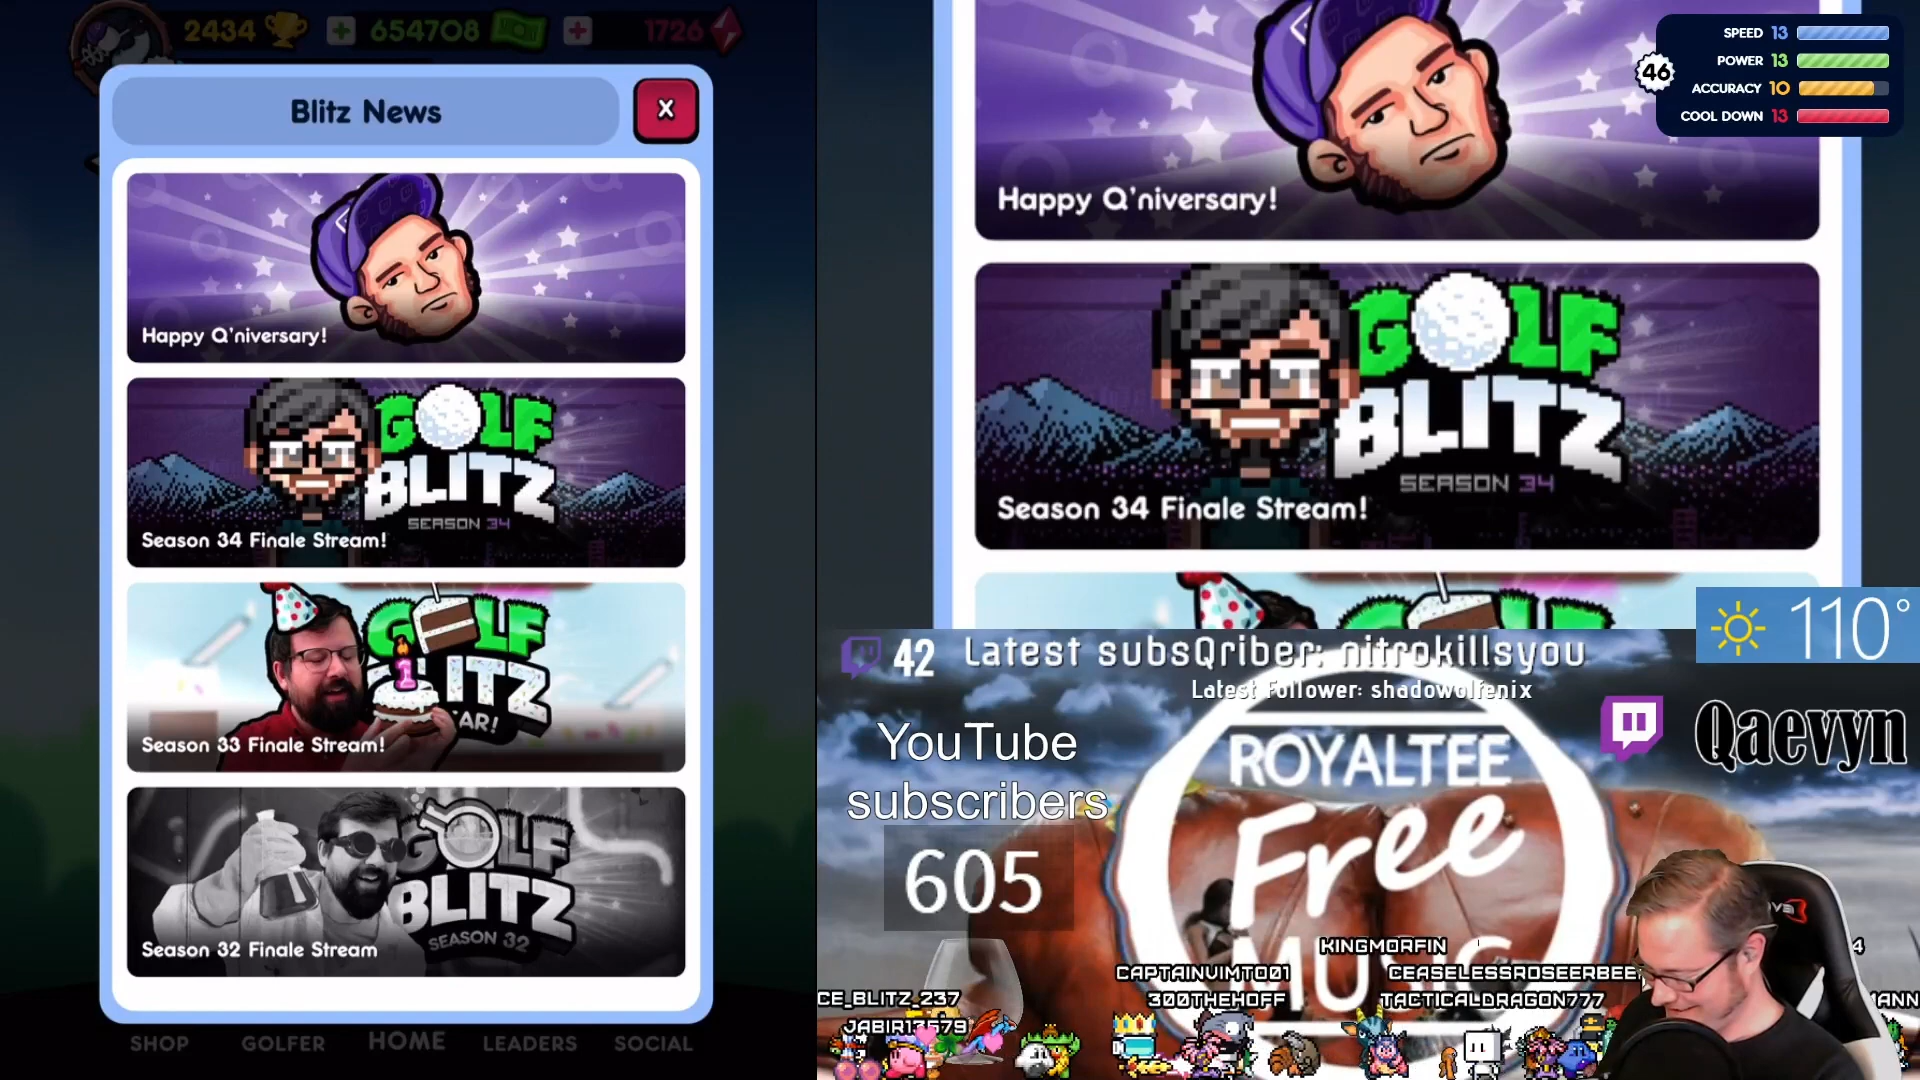 2434
654708
1726
Blitz News
X
Happy Q'niversary!
GOLF
BLITZ
SEASON 34
Season 34 Finale Stream!
GOLF
BLITZ
1
Season 33 Finale Stream!
GOLF
BLITZ
SEASON 32
Season 32 Finale Stream
SHOP
GOLFER
HOME
LEADERS
SOCIAL
Happy Q'niversary!
GOLF
BLITZ
SEASON 34
Season 34 Finale Stream!
46
SPEED 13
POWER 13
ACCURACY 10
COOL DOWN 13
110°
42
Latest subsQriber: nitrokillsyou
Latest Follower: shadowolfenix
Qaevyn
YouTube
subscribers
605
ROYALTEE
Free
MUSIC
KINGMORFIN
CAPTAINVIMTO01
CEASELESSROSEERBEE
300THEHOFF
TACTICALDRAGON777
CE_BLITZ_237
JABIR13579